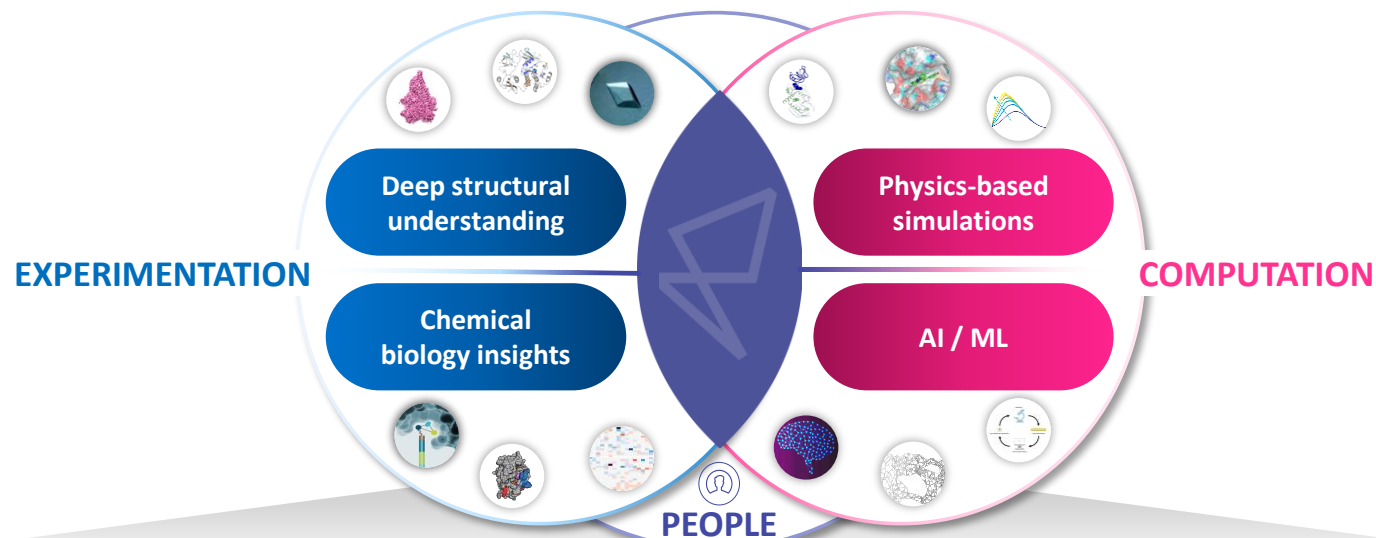 Deep structural
understanding
Physics-based
simulations
EXPERIMENTATION
COMPUTATION
Chemical
biology insights
AI / ML
PEOPLE